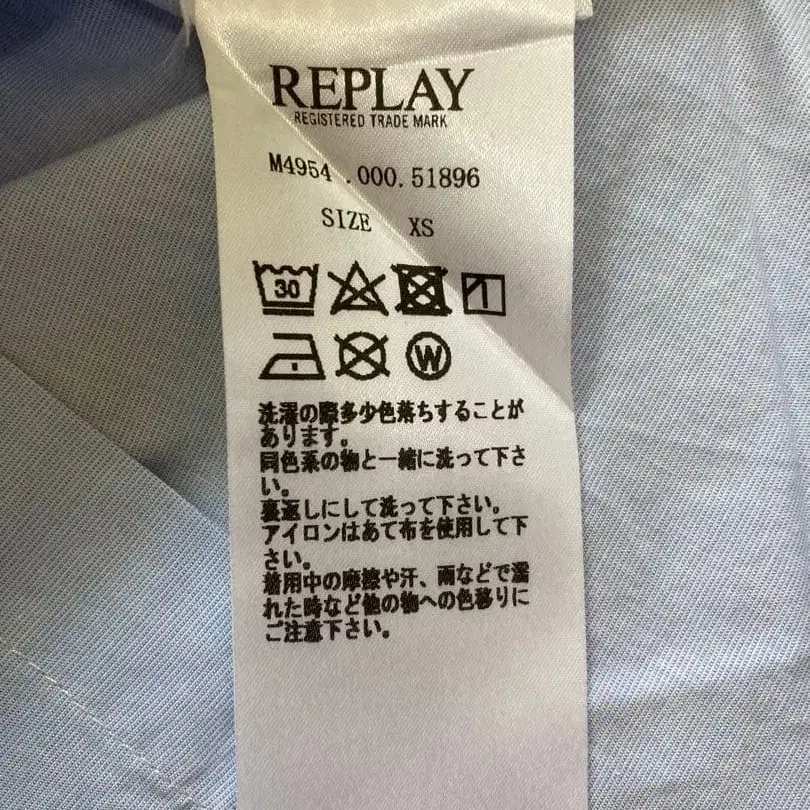 REPLAY
REGISTERED TRADE MARK
M4954 .000.51896
SIZE XS
30
W
洗濯の際多少色落ちすることが
あります。
同色系の物と一緒に洗って下さ
い。
裏返しにして洗って下さい。
アイロンはあて布を使用して下
さい。
着用中の摩擦や汗、雨などで濡
れた時など他の物への色移りに
ご注意下さい。